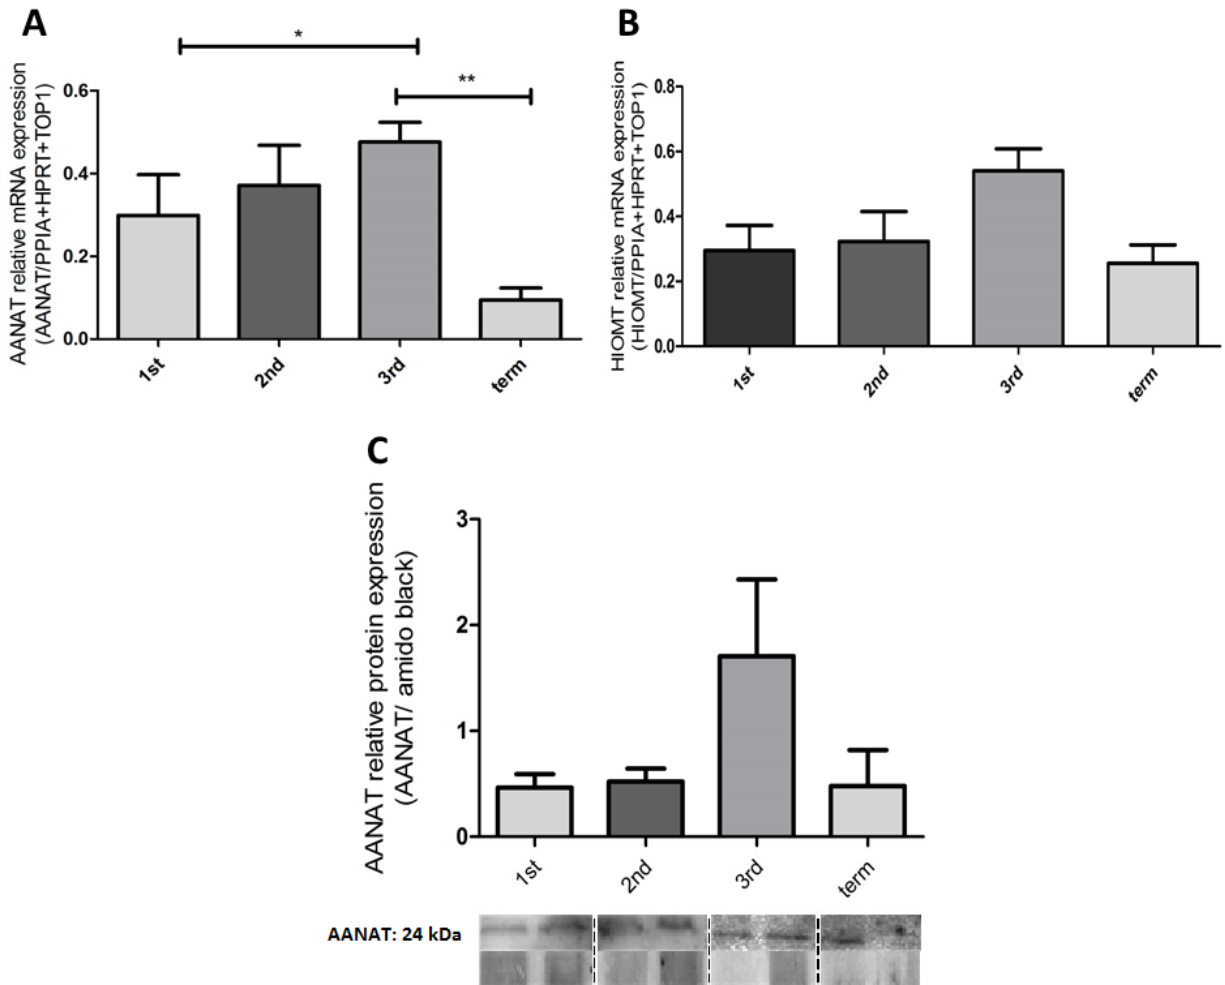 A
*
**
AANAT relative mRNA expression
(AANAT/PPIA+HPRT+TOP1)
0.6
0.4
0.2
0.0
1st
2nd
3rd
term
B
HIOMT relative mRNA expression
(HIOMT/PPIA+HPRT+TOP1)
0.8
0.6
0.4
0.2
0.0
1st
2nd
3rd
term
C
AANAT relative protein expression
(AANAT/ amido black)
3
2
1
0
1st
2nd
3rd
term
AANAT: 24 kDa